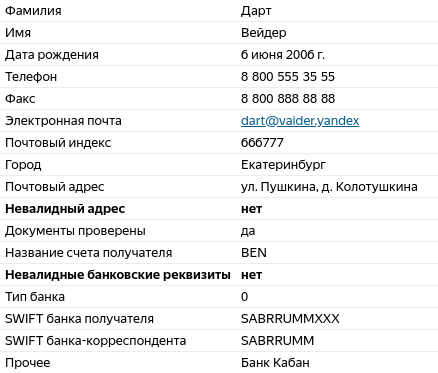 Фамилия Дарт
Имя Вейдер
Дата рождения 6 июня 2006 г.
Телефон 8 800 555 35 55
Факс 8 800 888 88 88
Электронная почта dart@vaider.yandex
Почтовый индекс 666777
Город Екатеринбург
Почтовый адрес ул. Пушкина, д. Колотушкина
Невалидный адрес нет
Документы проверены да
Название счета получателя BEN
Невалидные банковские реквизиты нет
Тип банка 0
SWIFT банка получателя SABRRUMMXXX
SWIFT банка-корреспондента SABRRUMM
Прочее Банк Кабан